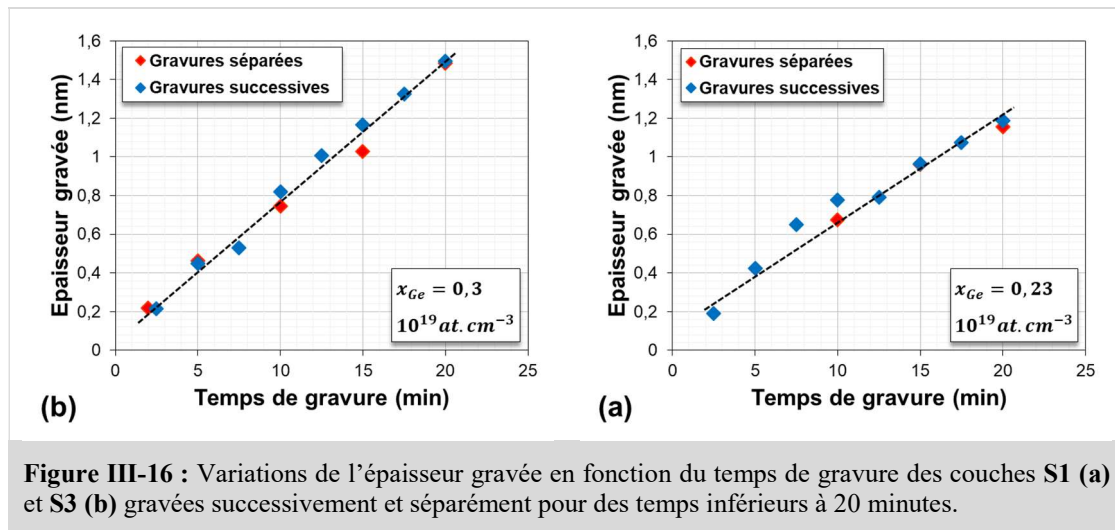 1,6
1,4
1,2
1
0,8
0,6
0,4
0,2
0
Epaisseur gravée (nm)
Gravures séparées
Gravures successives
x_Ge = 0,3
10^19 at.cm^−3
0 5 10 15 20 25
(b) Temps de gravure (min)
1,6
1,4
1,2
1
0,8
0,6
0,4
0,2
0
Epaisseur gravée (nm)
Gravures séparées
Gravures successives
x_Ge = 0,23
10^19 at.cm^−3
0 5 10 15 20 25
Temps de gravure (min) (a)
Figure III-16 : Variations de l’épaisseur gravée en fonction du temps de gravure des couches S1 (a)
et S3 (b) gravées successivement et séparément pour des temps inférieurs à 20 minutes.